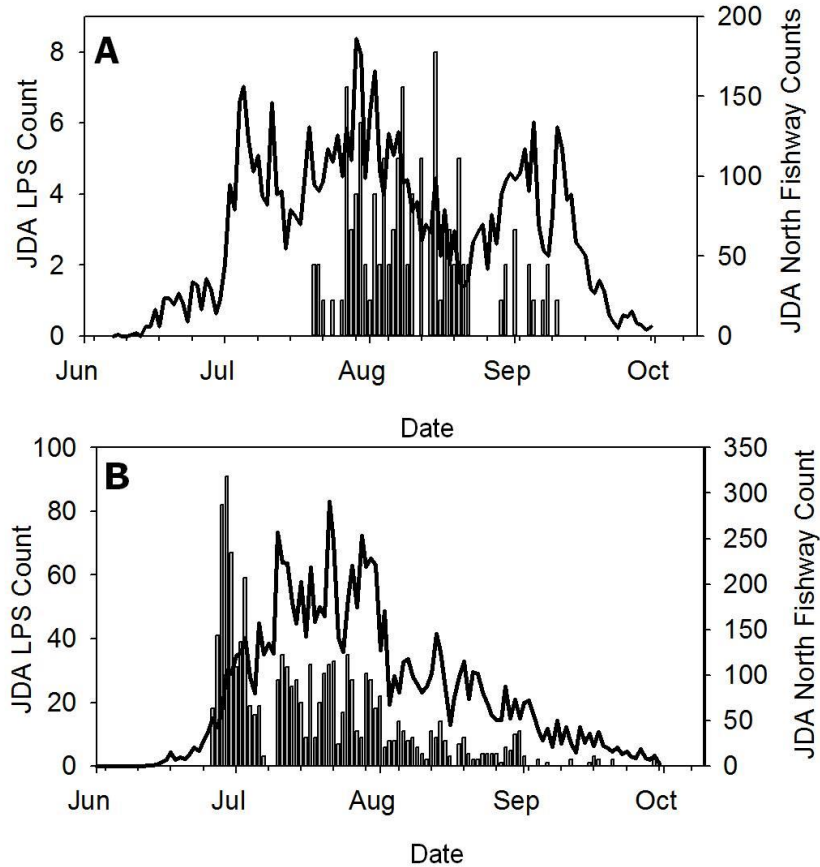 A
JDA LPS Count
8
6
4
2
0
200
150
100
50
0
JDA North Fishway Counts
Jun Jul Aug Sep Oct
Date
B
JDA LPS Count
100
80
60
40
20
0
350
300
250
200
150
100
50
0
JDA North Fishway Count
Jun Jul Aug Sep Oct
Date